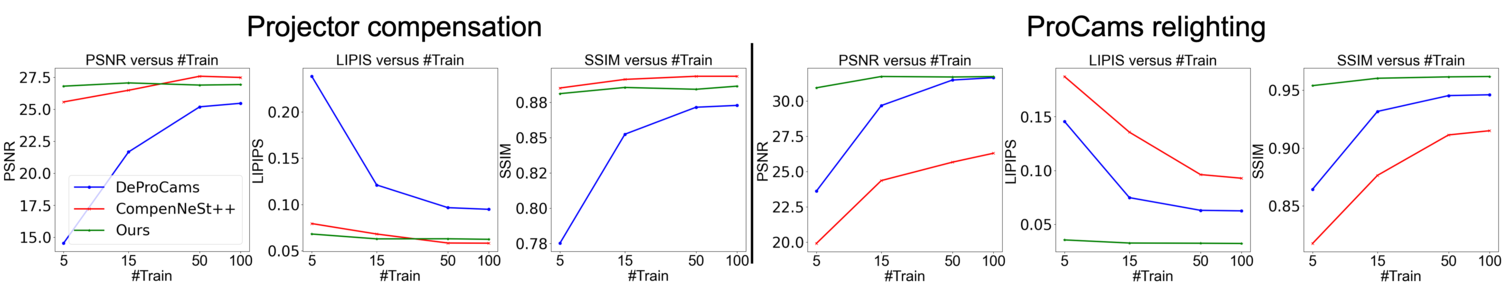 Projector compensation
ProCams relighting
PSNR versus #Train
PSNR
27.5
25.0
22.5
20.0
17.5
15.0
DeProCams
CompenNeSt++
Ours
5 15 50 100
#Train
LIPIS versus #Train
LIPIPS
0.20
0.15
0.10
0.05
5 15 50 100
#Train
SSIM versus #Train
SSIM
0.88
0.85
0.82
0.80
0.78
5 15 50 100
#Train
PSNR versus #Train
PSNR
30.0
27.5
25.0
22.5
20.0
5 15 50 100
#Train
LIPIS versus #Train
LIPIPS
0.15
0.10
0.05
5 15 50 100
#Train
SSIM versus #Train
SSIM
0.95
0.90
0.85
5 15 50 100
#Train